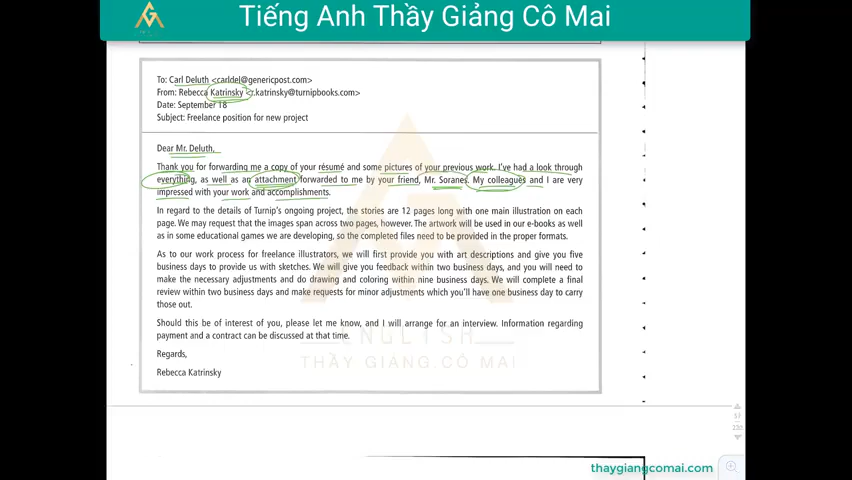 Tiếng Anh Thầy Giảng Cô Mai
To: Carl Deluth <carldel@genericpost.com>
From: Rebecca Katrinsky <r.katrinsky@turnipbooks.com>
Date: September 18
Subject: Freelance position for new project
Dear Mr. Deluth,
Thank you for forwarding me a copy of your résumé and some pictures of your previous work. I've had a look through
everything, as well as an attachment forwarded to me by your friend, Mr. Soranes. My colleagues and I are very
impressed with your work and accomplishments.
In regard to the details of Turnip's ongoing project, the stories are 12 pages long with one main illustration on each
page. We may request that the images span across two pages, however. The artwork will be used in our e-books as well
as in some educational games we are developing, so the completed files need to be provided in the proper formats.
As to our work process for freelance illustrators, we will first provide you with art descriptions and give you five
business days to provide us with sketches. We will give you feedback within two business days, and you will need to
make the necessary adjustments and do drawing and coloring within nine business days. We will complete a final
review within two business days and make requests for minor adjustments which you'll have one business day to carry
those out.
Should this be of interest of you, please let me know, and I will arrange for an interview. Information regarding
payment and a contract can be discussed at that time.
ENGLISH
THẦY GIẢNG.CÔ MAI
Regards,
Rebecca Katrinsky
thaygiangcomai.com